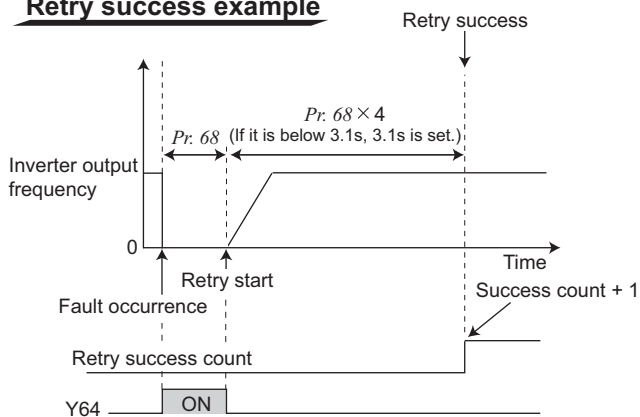 Retry success example
Retry success
Pr. 68 × 4
Pr. 68
(If it is below 3.1s, 3.1s is set.)
Inverter output
frequency
0
Time
Retry start
Fault occurrence
Success count + 1
Retry success count
Y64
ON